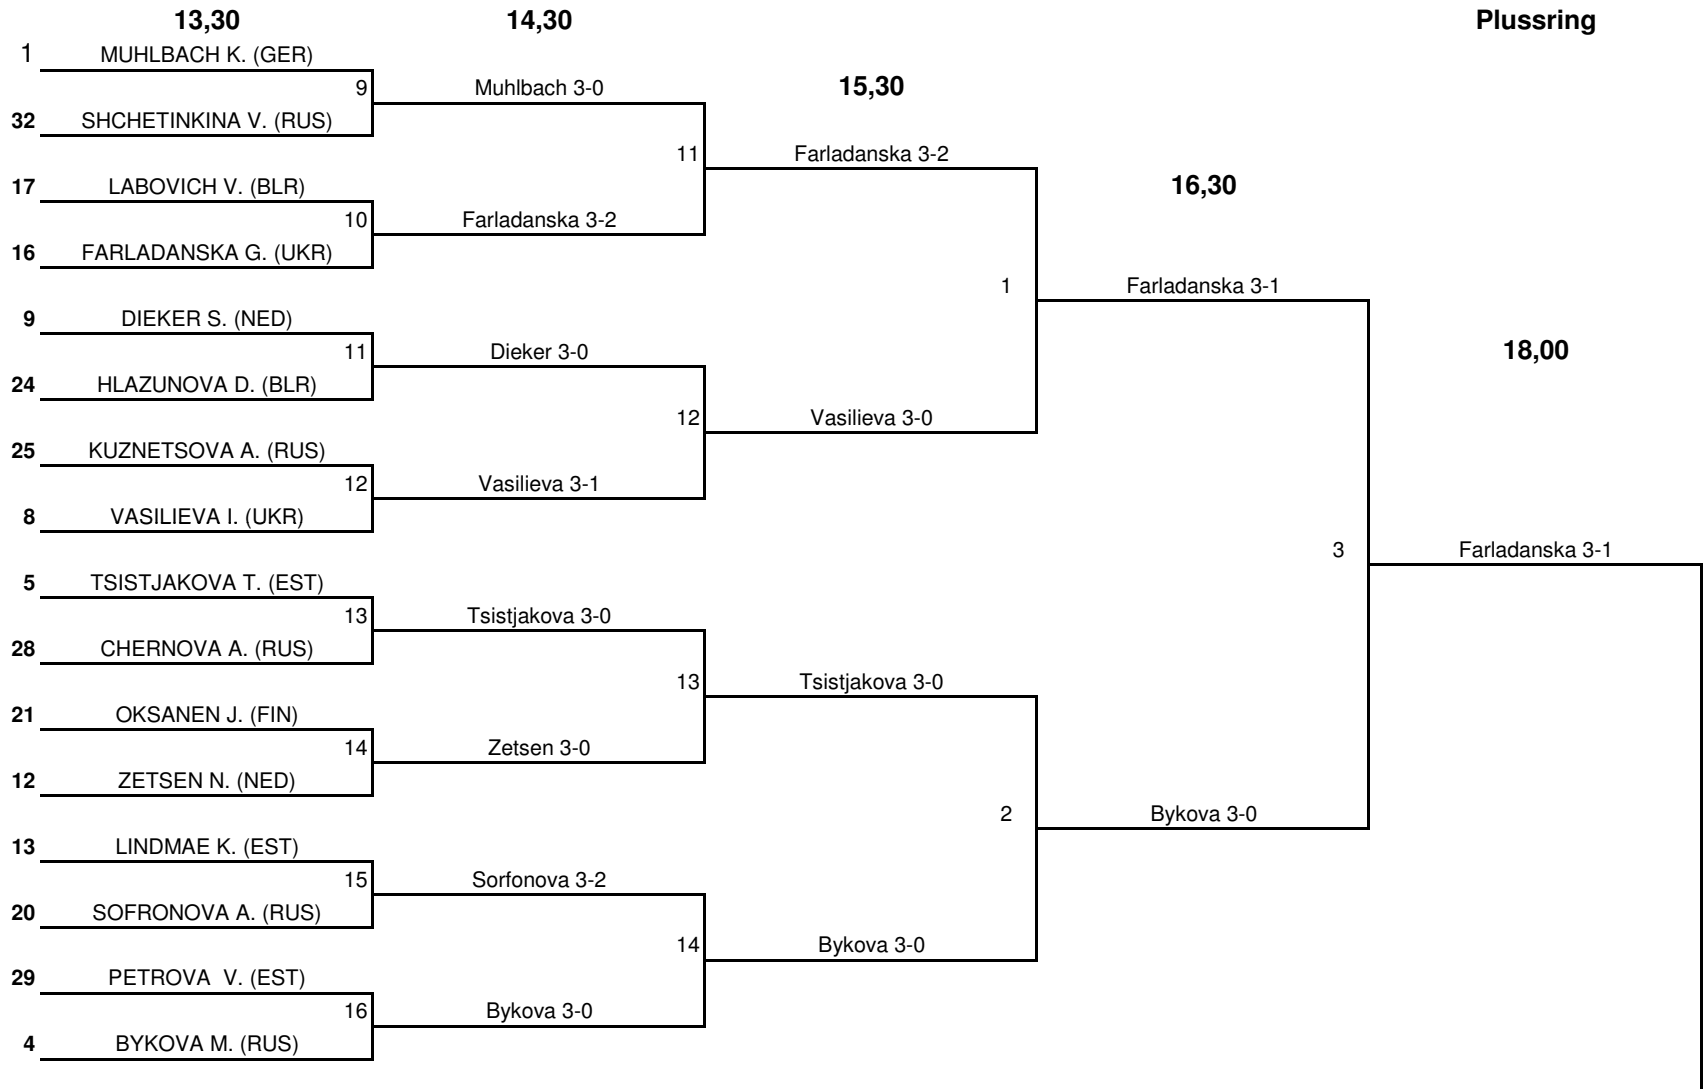 13,30 14,30 Plussring
1 MUHLBACH K. (GER)
9 Muhlbach 3-0 15,30
32 SHCHETINKINA V. (RUS)
11 Farladanska 3-2
17 LABOVICH V. (BLR) 16,30
10 Farladanska 3-2
16 FARLADANSKA G. (UKR)
1 Farladanska 3-1
9 DIEKER S. (NED)
11 Dieker 3-0 18,00
24 HLAZUNOVA D. (BLR)
12 Vasilieva 3-0
25 KUZNETSOVA A. (RUS)
12 Vasilieva 3-1
8 VASILIEVA I. (UKR)
3 Farladanska 3-1
5 TSISTJAKOVA T. (EST)
13 Tsistjakova 3-0
28 CHERNOVA A. (RUS)
13 Tsistjakova 3-0
21 OKSANEN J. (FIN)
14 Zetsen 3-0
12 ZETSEN N. (NED)
2 Bykova 3-0
13 LINDMAE K. (EST)
15 Sorfonova 3-2
20 SOFRONOVA A. (RUS)
14 Bykova 3-0
29 PETROVA V. (EST)
16 Bykova 3-0
4 BYKOVA M. (RUS)